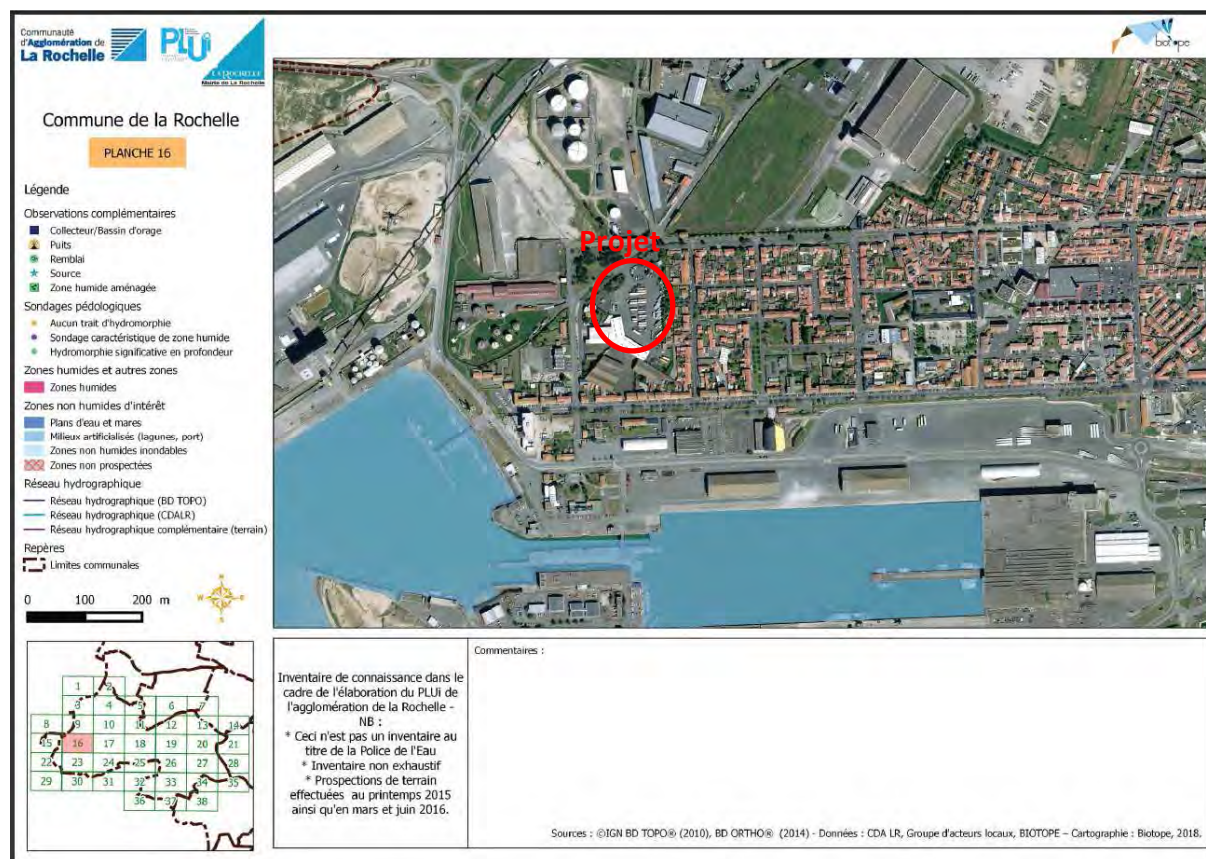 Communauté
d'Agglomération de
La Rochelle
PLUi
LA ROCHELLE
Mairie de La Rochelle
biotope
Commune de la Rochelle
PLANCHE 16
Légende
Observations complémentaires
Collecteur/Bassin d'orage
Puits
Remblai
Source
Zone humide aménagée
Sondages pédologiques
Aucun trait d'hydromorphie
Sondage caractéristique de zone humide
Hydromorphie significative en profondeur
Zones humides et autres zones
Zones humides
Zones non humides d'intérêt
Plans d'eau et mares
Milieux artificialisés (lagunes, port)
Zones non humides inondables
Zones non prospectées
Réseau hydrographique
Réseau hydrographique (BD TOPO)
Réseau hydrographique (CDALR)
Réseau hydrographique complémentaire (terrain)
Repères
Limites communales
0 100 200 m
N
W E
S
Projet
1 2
3 4 5 6 7
8 9 10 11 12 13 14
15 16 17 18 19 20 21
22 23 24 25 26 27 28
29 30 31 32 33 34 35
36 37 38
Inventaire de connaissance dans le
cadre de l'élaboration du PLUi de
l'agglomération de la Rochelle -
NB :
* Ceci n'est pas un inventaire au
titre de la Police de l'Eau
* Inventaire non exhaustif
* Prospections de terrain
effectuées au printemps 2015
ainsi qu'en mars et juin 2016.
Commentaires :
Sources : ©IGN BD TOPO® (2010), BD ORTHO® (2014) - Données : CDA LR, Groupe d'acteurs locaux, BIOTOPE – Cartographie : Biotope, 2018.